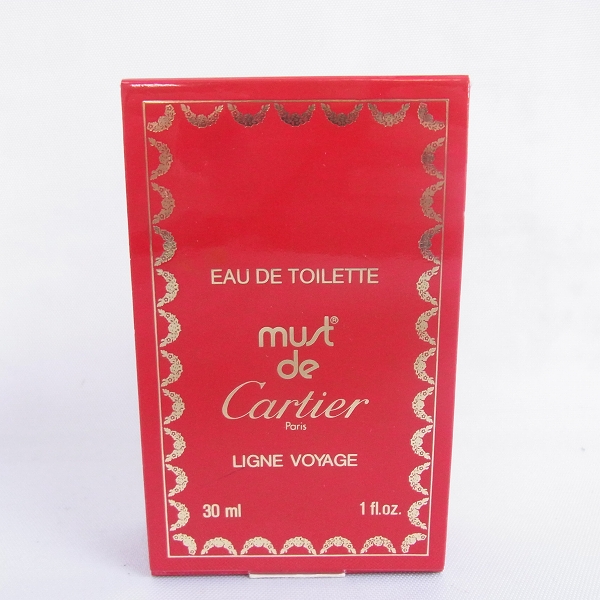 EAU DE TOILETTE
must®
de
Cartier
Paris
LIGNE VOYAGE
30 ml 1 fl.oz.